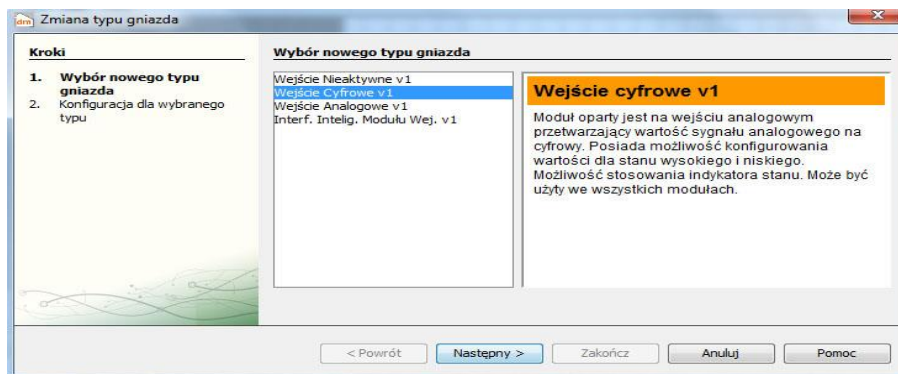 idm Zmiana typu gniazda
Kroki
1. Wybór nowego typu
gniazda
2. Konfiguracja dla wybranego
typu
Wybór nowego typu gniazda
Wejście Nieaktywne v1
Wejście Cyfrowe v1
Wejście Analogowe v1
Interf. Intelig. Modułu Wej. v1
Wejście cyfrowe v1
Moduł oparty jest na wejściu analogowym
przetwarzający wartość sygnału analogowego na
cyfrowy. Posiada możliwość konfigurowania
wartości dla stanu wysokiego i niskiego.
Możliwość stosowania indykatora stanu. Może być
użyty we wszystkich modułach.
< Powrót
Następny >
Zakończ
Anuluj
Pomoc